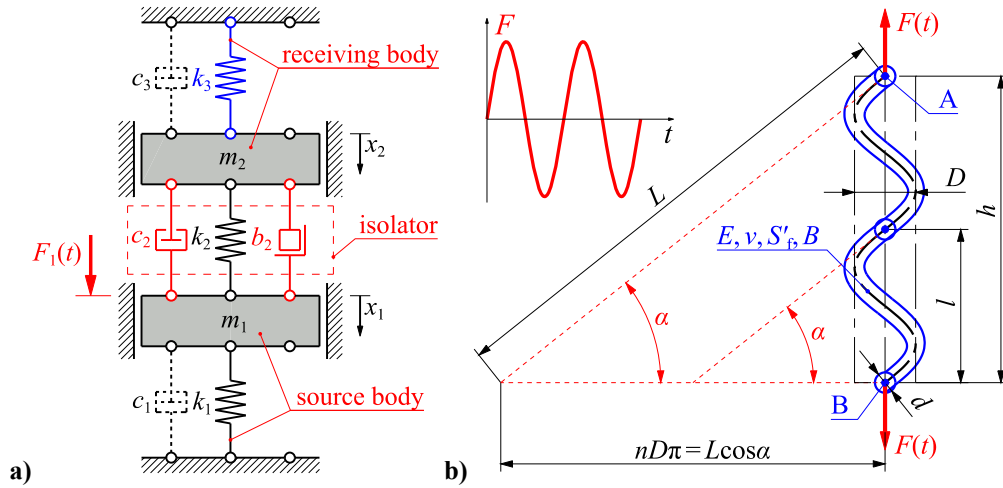 receiving body
c₃
k₃
m₂
x₂
c₂
k₂
b₂
isolator
F₁(t)
m₁
x₁
c₁
k₁
source body
a)
F
t
F(t)
A
L
D
h
E, ν, S'f, B
l
α
α
B
d
F(t)
nDπ = Lcosα
b)